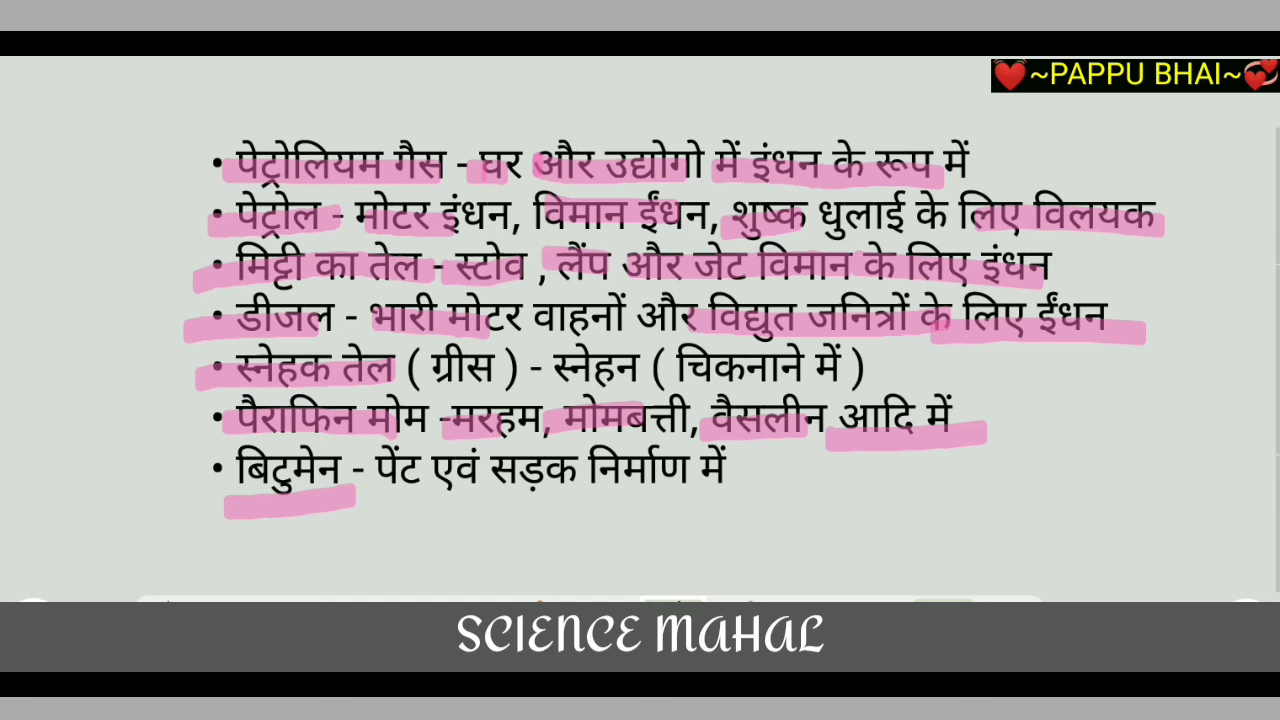 ❤️~PAPPU BHAI~💞
• पेट्रोलियम गैस - घर और उद्योगो में इंधन के रूप में
• पेट्रोल - मोटर इंधन, विमान ईंधन, शुष्क धुलाई के लिए विलयक
• मिट्टी का तेल - स्टोव , लैंप और जेट विमान के लिए इंधन
• डीजल - भारी मोटर वाहनों और विद्युत जनित्रों के लिए ईंधन
• स्नेहक तेल ( ग्रीस ) - स्नेहन ( चिकनाने में )
• पैराफिन मोम -मरहम, मोमबत्ती, वैसलीन आदि में
• बिटुमेन - पेंट एवं सड़क निर्माण में
SCIENCE MAHAL